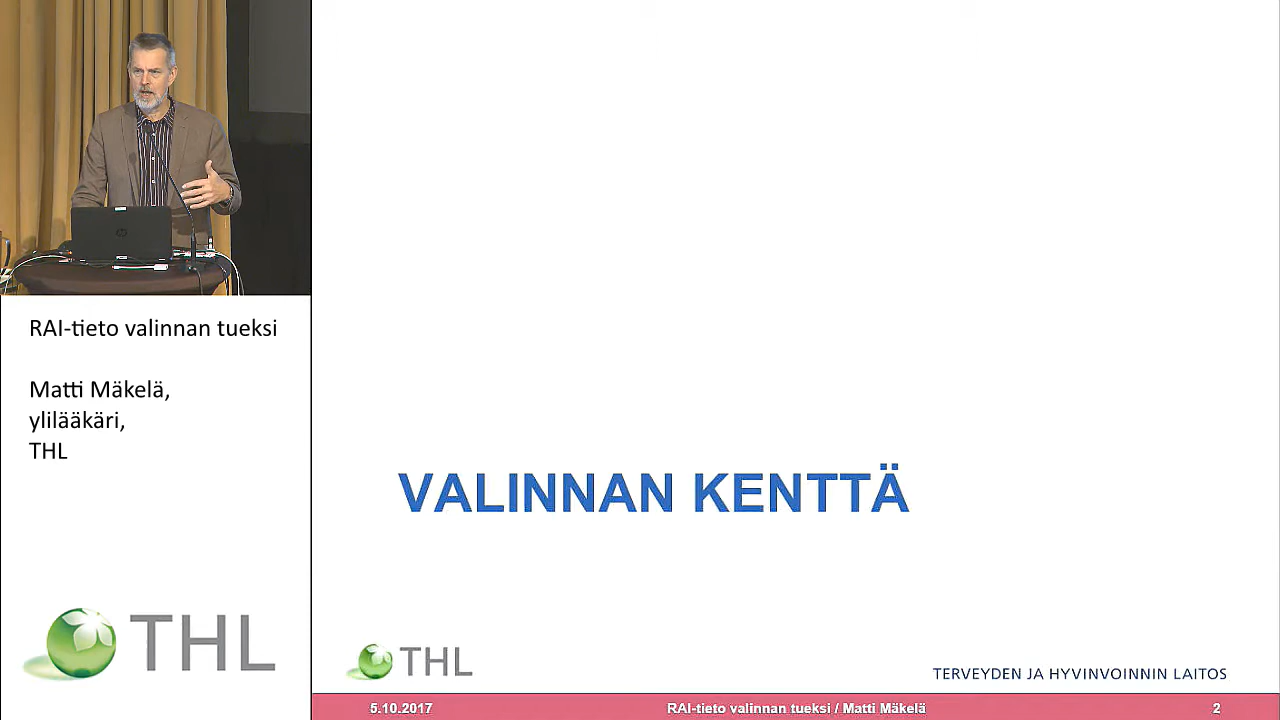 RAI-tieto valinnan tueksi
Matti Mäkelä,
ylilääkäri,
THL
THL
VALINNAN KENTTÄ
THL
TERVEYDEN JA HYVINVOINNIN LAITOS
5.10.2017
RAI-tieto valinnan tueksi / Matti Mäkelä
2